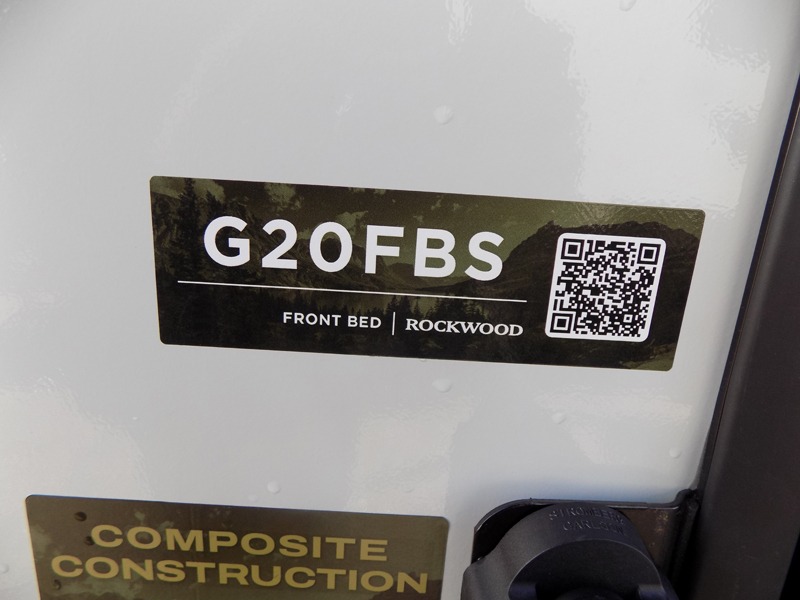 G20FBS
FRONT BED | ROCKWOOD
COMPOSITE
CONSTRUCTION